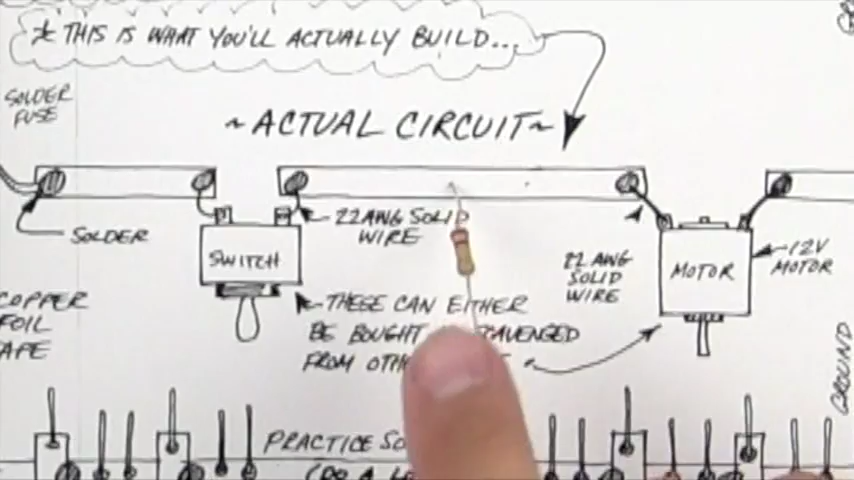 * THIS IS WHAT YOU'LL ACTUALLY BUILD...
SOLDER
FUSE
~ACTUAL CIRCUIT~
SOLDER
22AWG SOLID
WIRE
SWITCH
22 AWG
SOLID
WIRE
MOTOR
12V
MOTOR
COPPER
FOIL
TAPE
THESE CAN EITHER
BE BOUGHT
FROM
GROUND
PRACTICE
(DO A